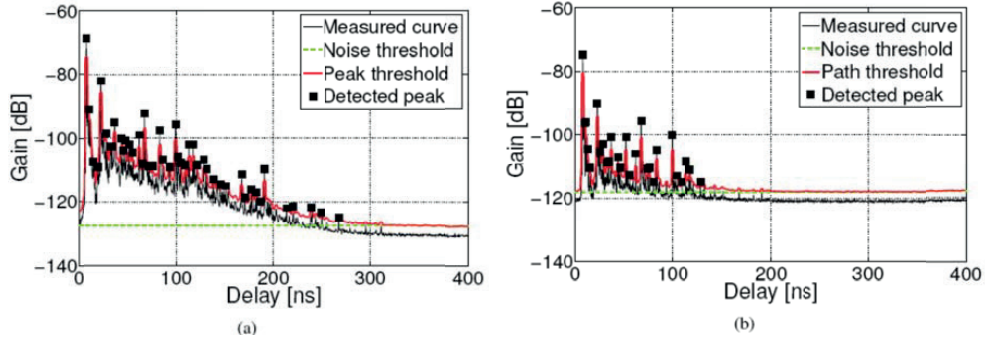 Gain [dB]
−60
−80
−100
−120
−140
0
100
200
300
400
Delay [ns]
Measured curve
Noise threshold
Peak threshold
Detected peak
(a)
Gain [dB]
−60
−80
−100
−120
−140
0
100
200
300
400
Delay [ns]
Measured curve
Noise threshold
Path threshold
Detected peak
(b)